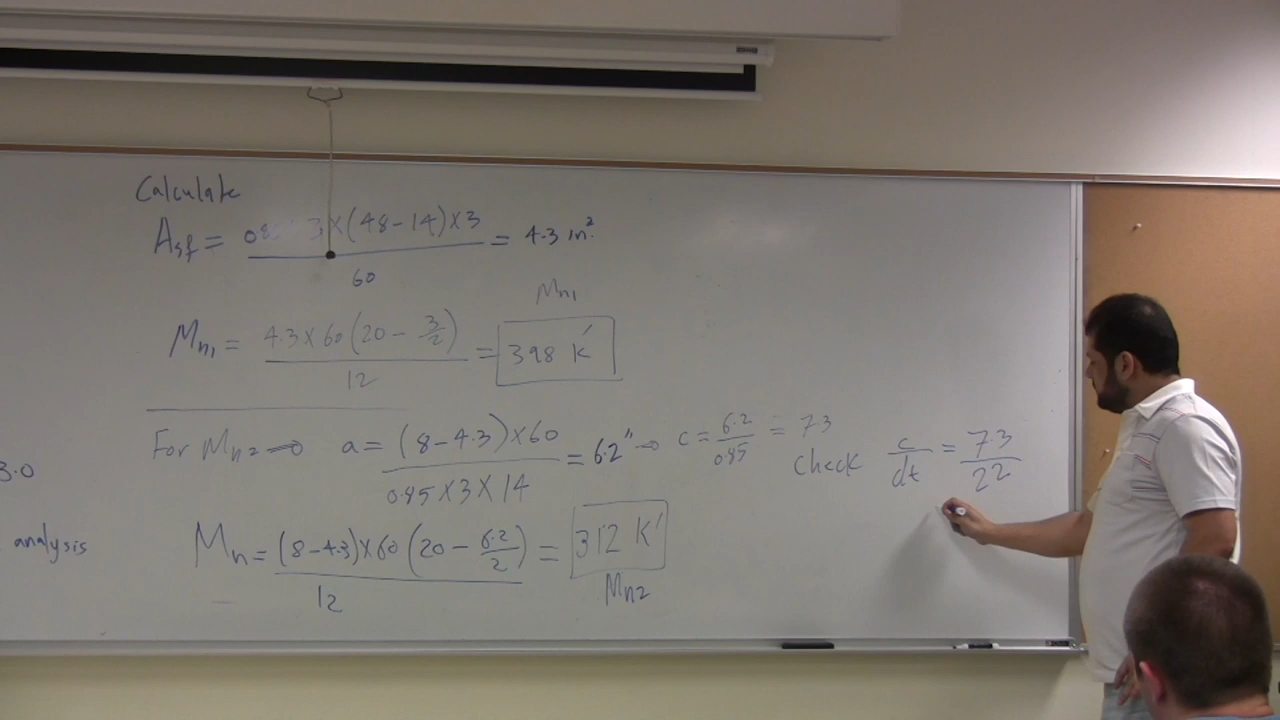 Calculate
Asf = 0.85×3×(48-14)×3 / 60 = 4.3 in².
Mn1
Mn1 = 4.3×60(20 - 3/2) / 12 = 398 K'
For Mn2 ⇒ a = (8-4.3)×60 / 0.85×3×14 = 6.2" → c = 6.2 / 0.85 = 7.3
check c/dt = 7.3/22
3.0
analysis
Mn = (8-4.3)×60(20 - 6.2/2) / 12 = 312 K'
Mn2